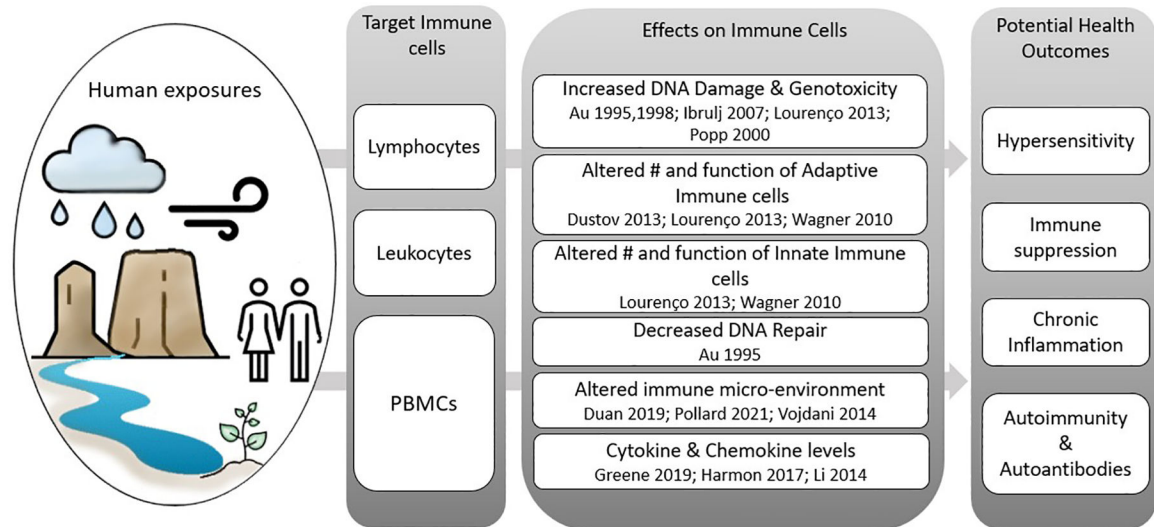 Human exposures
Target Immune
cells
Lymphocytes
Leukocytes
PBMCs
Effects on Immune Cells
Increased DNA Damage & Genotoxicity
Au 1995,1998; Ibrulj 2007; Lourenço 2013;
Popp 2000
Altered # and function of Adaptive
Immune cells
Dustov 2013; Lourenço 2013; Wagner 2010
Altered # and function of Innate Immune
cells
Lourenço 2013; Wagner 2010
Decreased DNA Repair
Au 1995
Altered immune micro-environment
Duan 2019; Pollard 2021; Vojdani 2014
Cytokine & Chemokine levels
Greene 2019; Harmon 2017; Li 2014
Potential Health
Outcomes
Hypersensitivity
Immune
suppression
Chronic
Inflammation
Autoimmunity
&
Autoantibodies